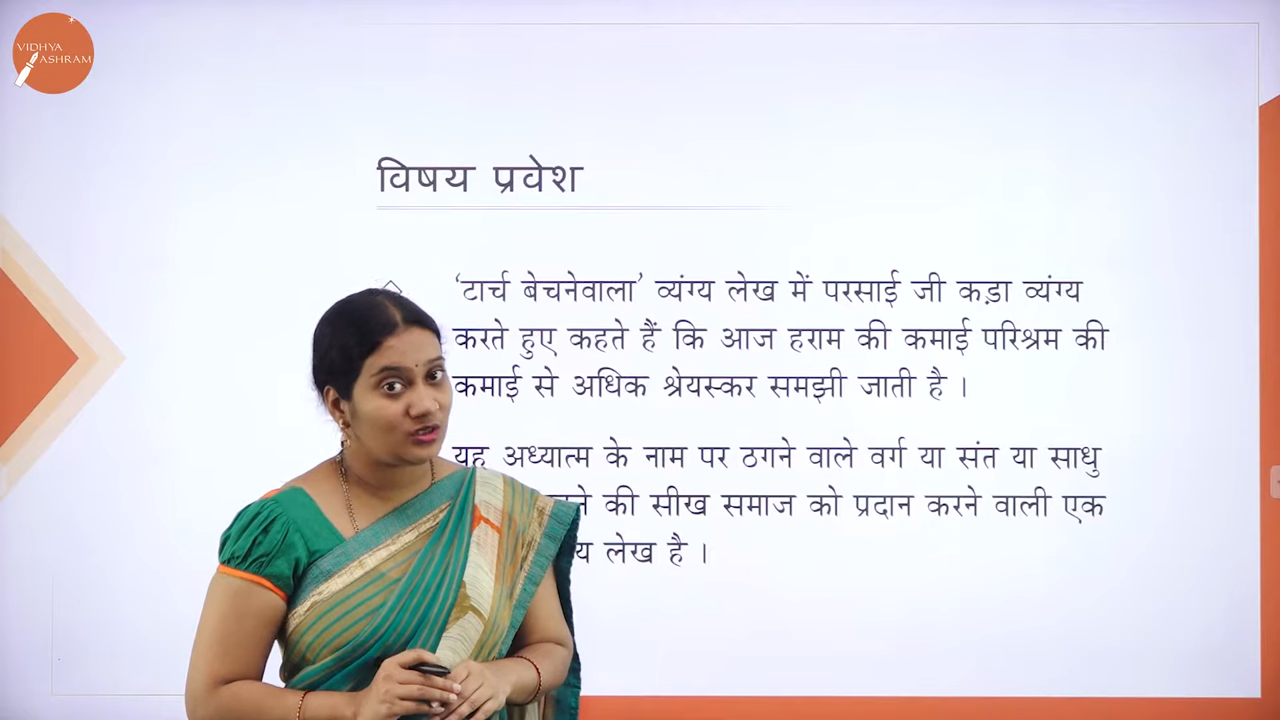 VIDHYA
ASHRAM
विषय प्रवेश
‘टार्च बेचनेवाला’ व्यंग्य लेख में परसाई जी कड़ा व्यंग्य
करते हुए कहते हैं कि आज हराम की कमाई परिश्रम की
कमाई से अधिक श्रेयस्कर समझी जाती है ।
यह अध्यात्म के नाम पर ठगने वाले वर्ग या संत या साधु
की सीख समाज को प्रदान करने वाली एक
लेख है ।